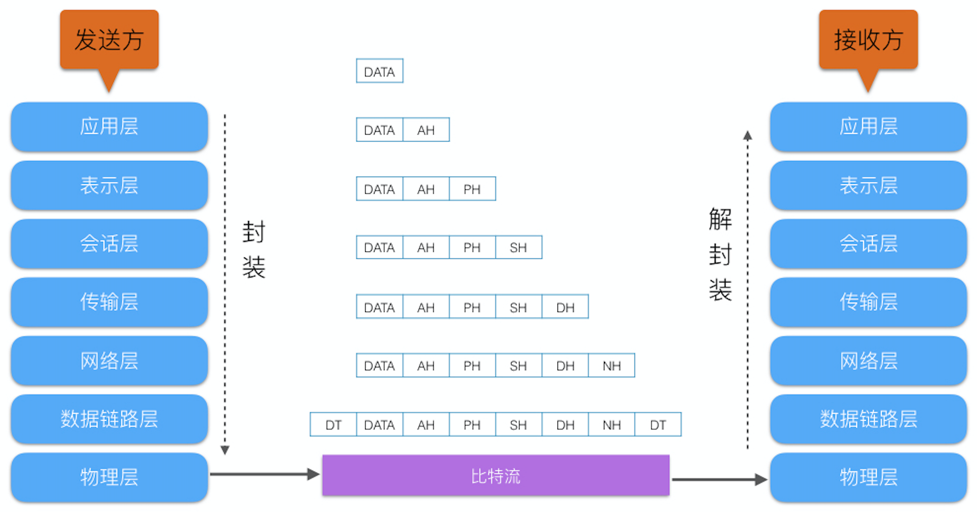 发送方
接收方
DATA
应用层
DATA AH
应用层
表示层
DATA AH PH
表示层
会话层
封装
DATA AH PH SH
解封装
会话层
传输层
DATA AH PH SH DH
传输层
网络层
DATA AH PH SH DH NH
网络层
数据链路层
DT DATA AH PH SH DH NH DT
数据链路层
物理层
比特流
物理层